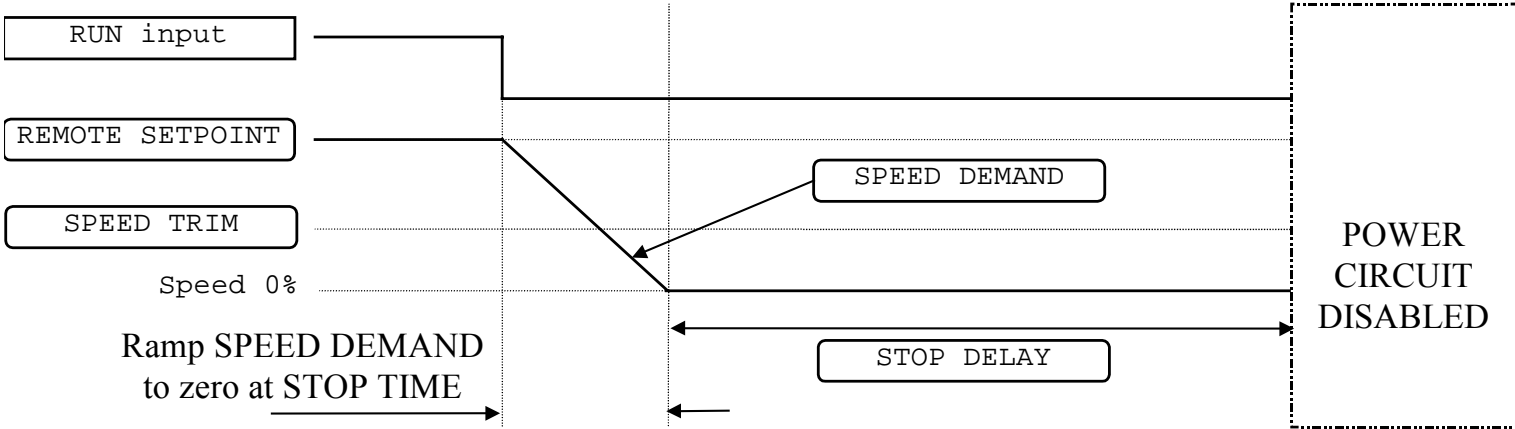 RUN input
REMOTE SETPOINT
SPEED DEMAND
SPEED TRIM
Speed 0%
POWER
CIRCUIT
DISABLED
Ramp SPEED DEMAND
to zero at STOP TIME
STOP DELAY